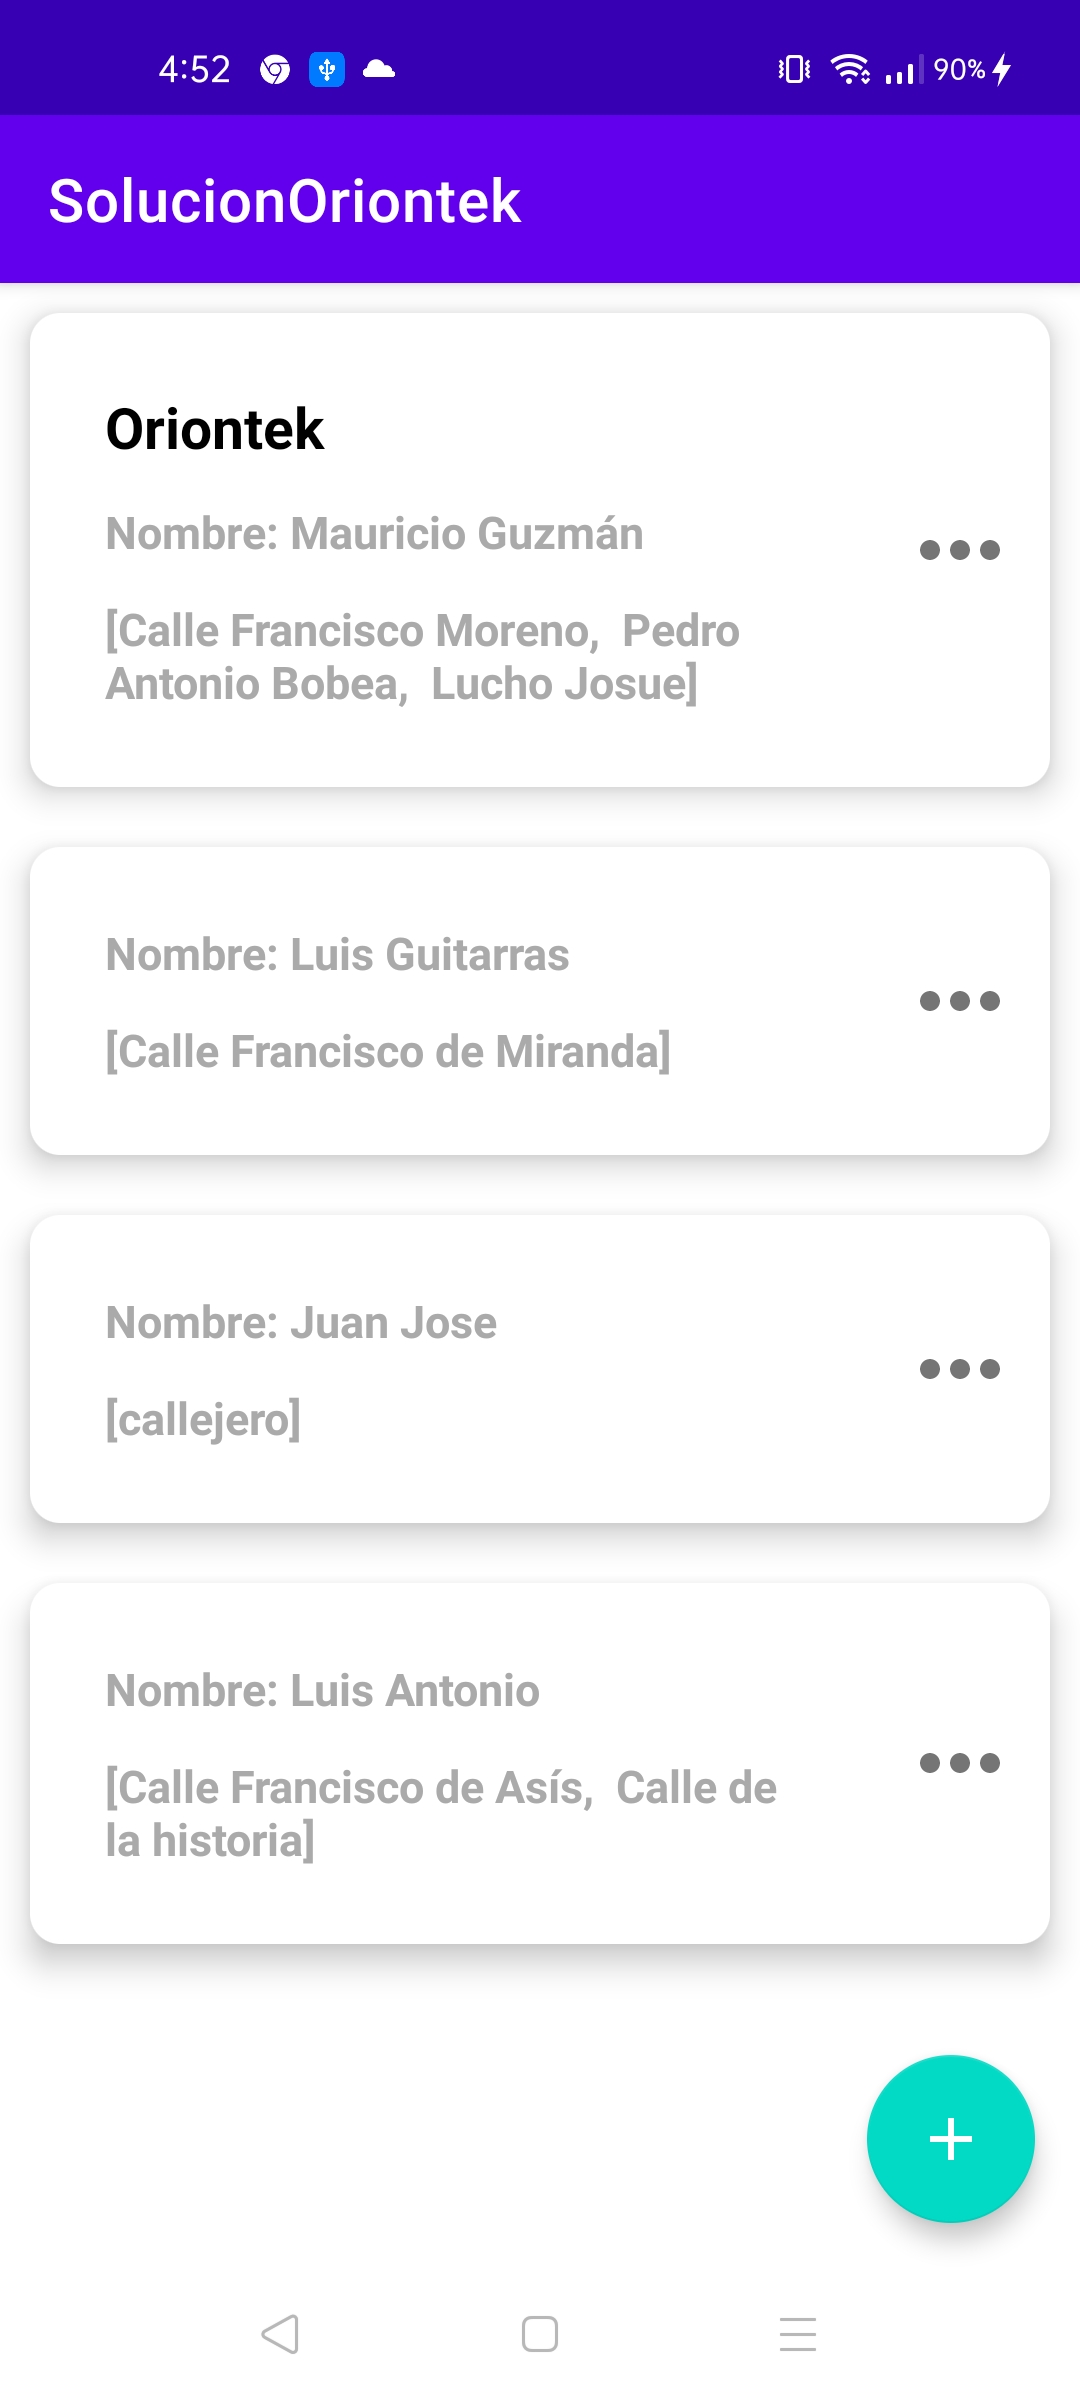 4:52 90%
SolucionOriontek
Oriontek
Nombre: Mauricio Guzmán
[Calle Francisco Moreno,  Pedro
Antonio Bobea,  Lucho Josue]
Nombre: Luis Guitarras
[Calle Francisco de Miranda]
Nombre: Juan Jose
[callejero]
Nombre: Luis Antonio
[Calle Francisco de Asís,  Calle de
la historia]